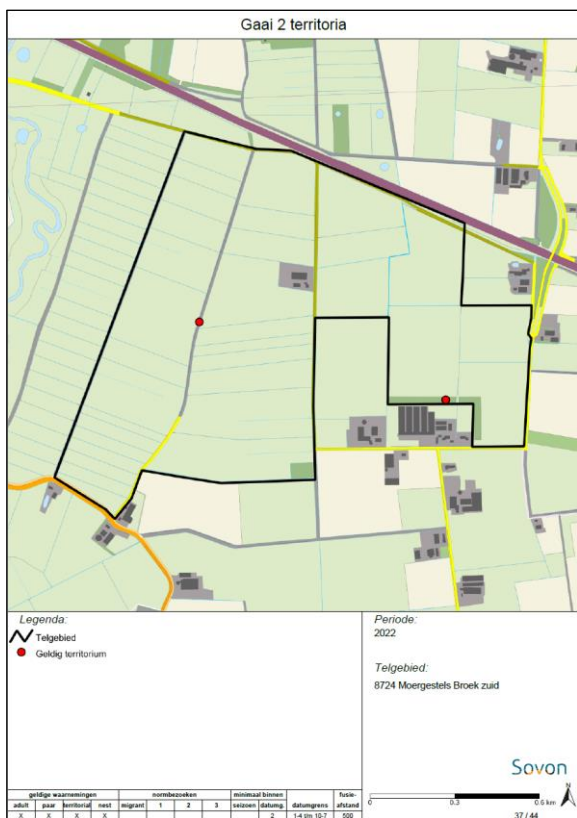 Gaai 2 territoria
Legenda:
Telgebied
Geldig territorium
Periode:
2022
Telgebied:
8724 Moergestels Broek zuid
Sovon
0 0.3 0.6 km
N
37 / 44
geldige waarnemingen normbezoeken minimaal binnen fusie-
adult paar territorial nest migrant 1 2 3 seizoen datumg. datumgrens afstand
X X X X 2 1-4 t/m 10-7 500